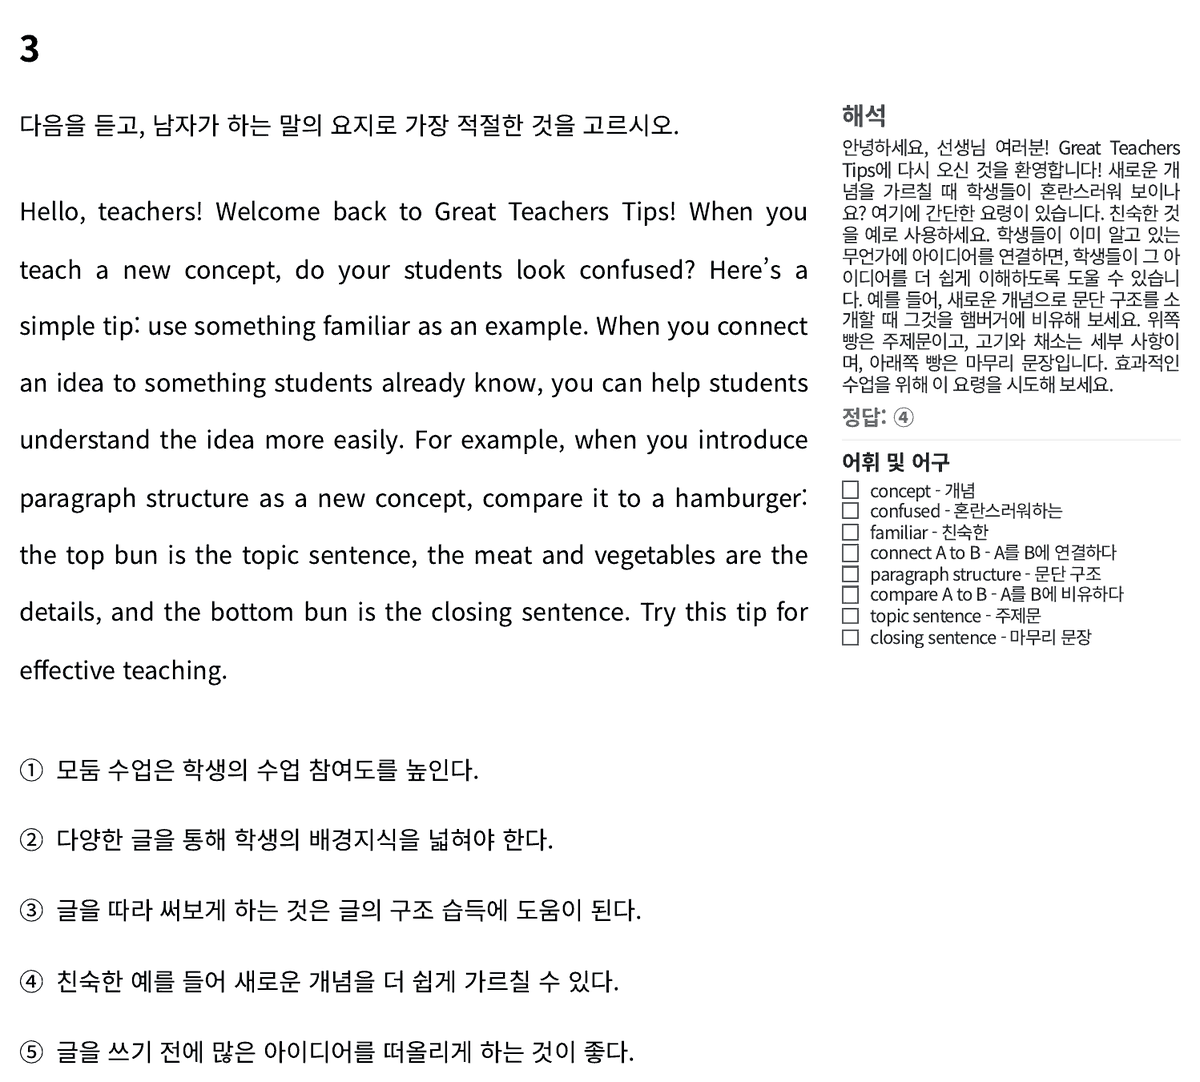 3
다음을 듣고, 남자가 하는 말의 요지로 가장 적절한 것을 고르시오.
Hello, teachers! Welcome back to Great Teachers Tips! When you
teach a new concept, do your students look confused? Here’s a
simple tip: use something familiar as an example. When you connect
an idea to something students already know, you can help students
understand the idea more easily. For example, when you introduce
paragraph structure as a new concept, compare it to a hamburger:
the top bun is the topic sentence, the meat and vegetables are the
details, and the bottom bun is the closing sentence. Try this tip for
effective teaching.
① 모둠 수업은 학생의 수업 참여도를 높인다.
② 다양한 글을 통해 학생의 배경지식을 넓혀야 한다.
③ 글을 따라 써보게 하는 것은 글의 구조 습득에 도움이 된다.
④ 친숙한 예를 들어 새로운 개념을 더 쉽게 가르칠 수 있다.
⑤ 글을 쓰기 전에 많은 아이디어를 떠올리게 하는 것이 좋다.
해석
안녕하세요, 선생님 여러분! Great Teachers
Tips에 다시 오신 것을 환영합니다! 새로운 개
념을 가르칠 때 학생들이 혼란스러워 보이나
요? 여기에 간단한 요령이 있습니다. 친숙한 것
을 예로 사용하세요. 학생들이 이미 알고 있는
무언가에 아이디어를 연결하면, 학생들이 그 아
이디어를 더 쉽게 이해하도록 도울 수 있습니
다. 예를 들어, 새로운 개념으로 문단 구조를 소
개할 때 그것을 햄버거에 비유해 보세요. 위쪽
빵은 주제문이고, 고기와 채소는 세부 사항이
며, 아래쪽 빵은 마무리 문장입니다. 효과적인
수업을 위해 이 요령을 시도해 보세요.
정답: ④
어휘 및 어구
concept - 개념
confused - 혼란스러워하는
familiar - 친숙한
connect A to B - A를 B에 연결하다
paragraph structure - 문단 구조
compare A to B - A를 B에 비유하다
topic sentence - 주제문
closing sentence - 마무리 문장